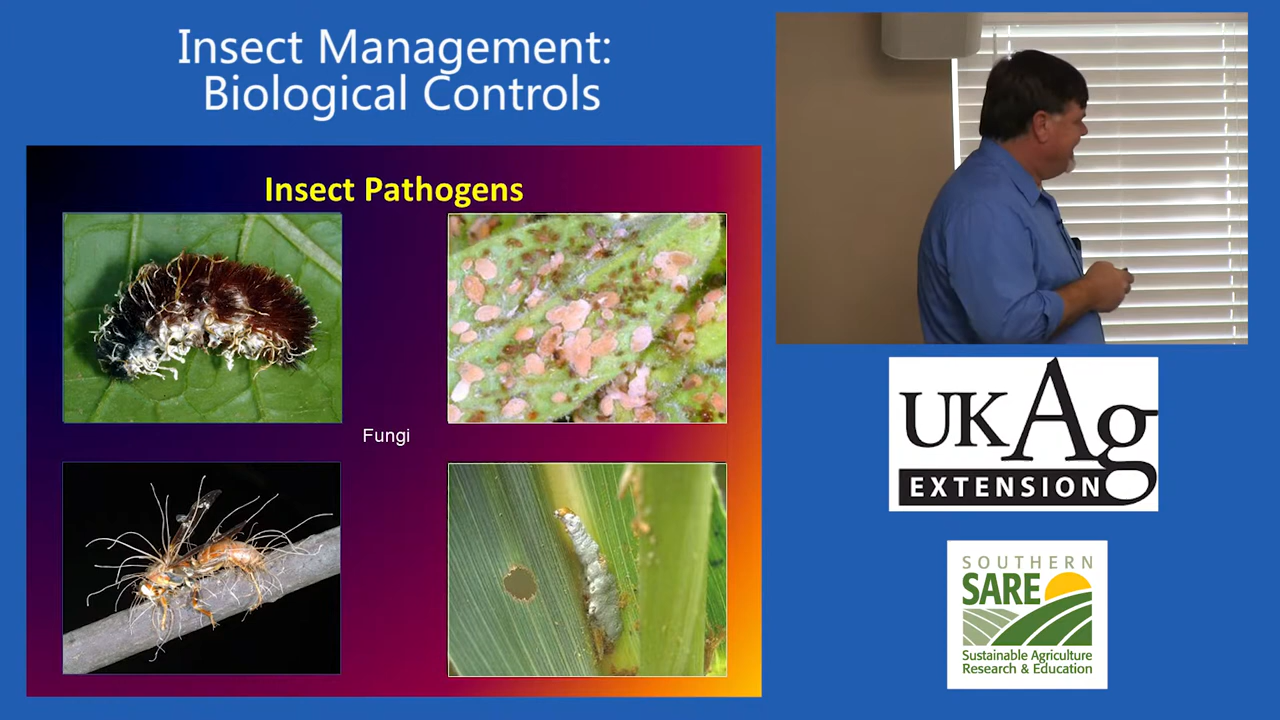 Insect Management:
Biological Controls
Insect Pathogens
Fungi
UKAg
EXTENSION
SOUTHERN
SARE
Sustainable Agriculture
Research & Education